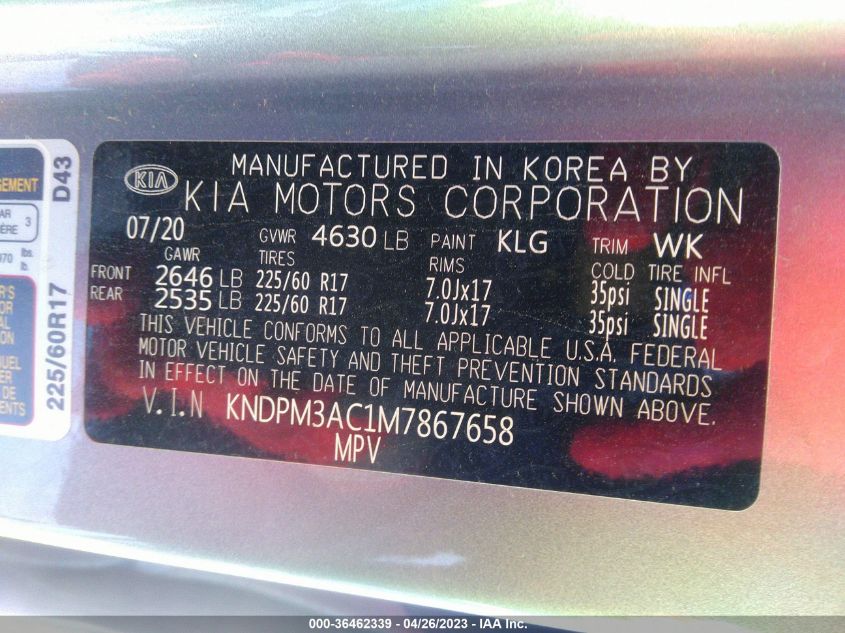 MANUFACTURED IN KOREA BY
KIA KIA MOTORS CORPORATION
07/20 GVWR 4630 LB PAINT KLG TRIM WK
GAWR TIRES RIMS COLD TIRE INFL
FRONT 2646 LB 225/60 R17 7.0Jx17 35psi SINGLE
REAR 2535 LB 225/60 R17 7.0Jx17 35psi SINGLE
THIS VEHICLE CONFORMS TO ALL APPLICABLE U.S.A. FEDERAL
MOTOR VEHICLE SAFETY AND THEFT PREVENTION STANDARDS
IN EFFECT ON THE DATE OF MANUFACTURE SHOWN ABOVE.
V.I.N KNDPM3AC1M7867658
MPV
D43
225/60R17
3
lbs.
kg.
DE
000-36462339 - 04/26/2023 - IAA Inc.